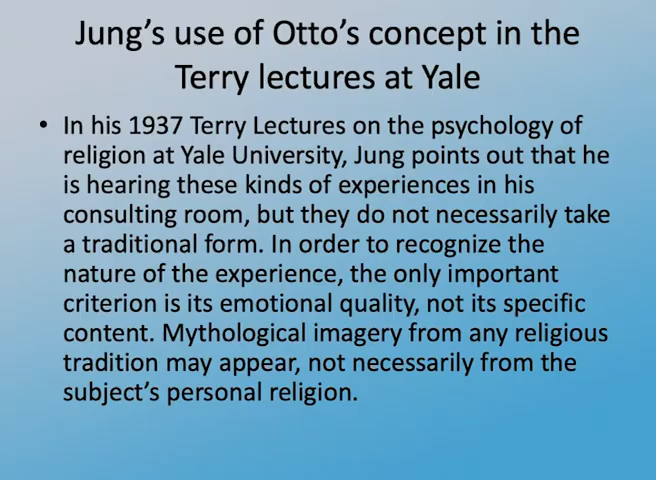 Jung’s use of Otto’s concept in the
Terry lectures at Yale
• In his 1937 Terry Lectures on the psychology of
religion at Yale University, Jung points out that he
is hearing these kinds of experiences in his
consulting room, but they do not necessarily take
a traditional form. In order to recognize the
nature of the experience, the only important
criterion is its emotional quality, not its specific
content. Mythological imagery from any religious
tradition may appear, not necessarily from the
subject’s personal religion.